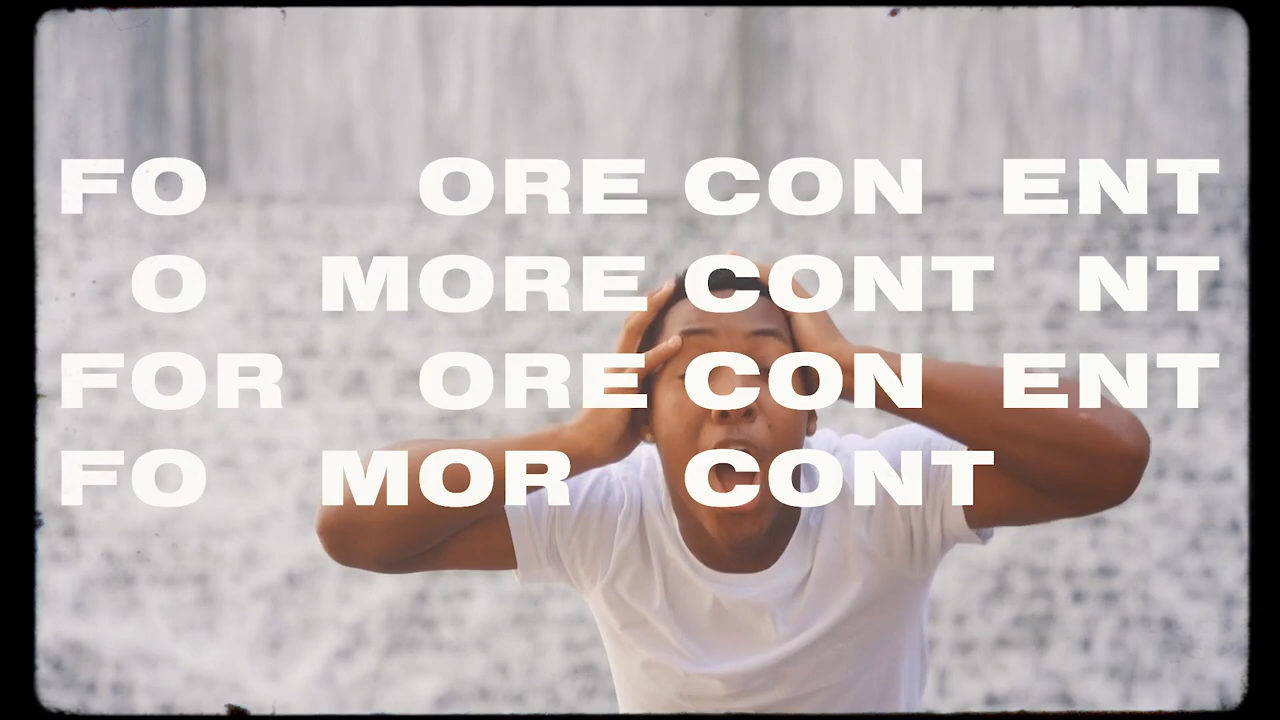 FO ORE CON ENT
O MORE CONT NT
FOR ORE CON ENT
FO MOR CONT